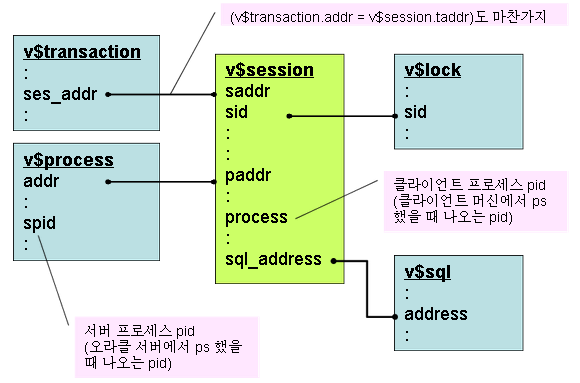 (v$transaction.addr = v$session.taddr)도 마찬가지
v$transaction
:
ses_addr
:
v$session
saddr
sid
:
:
paddr
:
process
:
sql_address
v$lock
:
sid
:
v$process
addr
:
spid
:
클라이언트 프로세스 pid
(클라이언트 머신에서 ps
했을 때 나오는 pid)
v$sql
:
address
:
서버 프로세스 pid
(오라클 서버에서 ps 했을
때 나오는 pid)